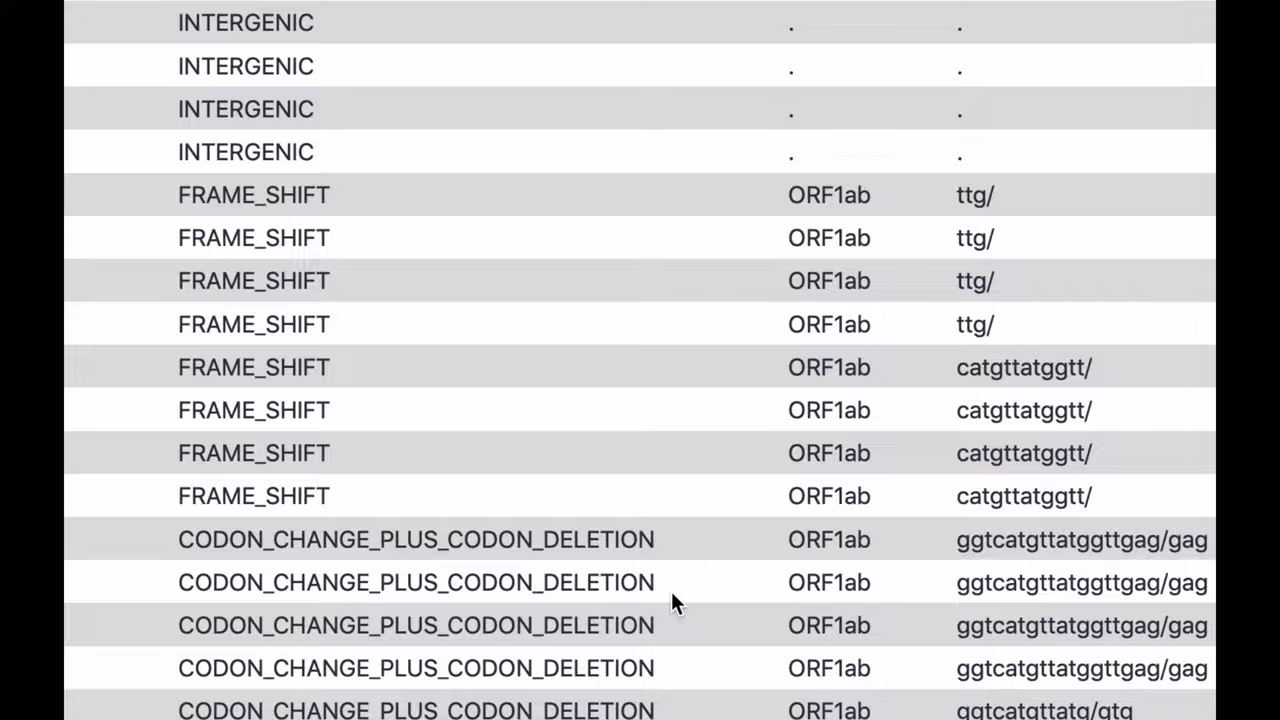 INTERGENIC . .
INTERGENIC . .
INTERGENIC . .
INTERGENIC . .
FRAME_SHIFT ORF1ab ttg/
FRAME_SHIFT ORF1ab ttg/
FRAME_SHIFT ORF1ab ttg/
FRAME_SHIFT ORF1ab ttg/
FRAME_SHIFT ORF1ab catgttatggtt/
FRAME_SHIFT ORF1ab catgttatggtt/
FRAME_SHIFT ORF1ab catgttatggtt/
FRAME_SHIFT ORF1ab catgttatggtt/
CODON_CHANGE_PLUS_CODON_DELETION ORF1ab ggtcatgttatggttgag/gag
CODON_CHANGE_PLUS_CODON_DELETION ORF1ab ggtcatgttatggttgag/gag
CODON_CHANGE_PLUS_CODON_DELETION ORF1ab ggtcatgttatggttgag/gag
CODON_CHANGE_PLUS_CODON_DELETION ORF1ab ggtcatgttatggttgag/gag
CODON_CHANGE_PLUS_CODON_DELETION ORF1ab